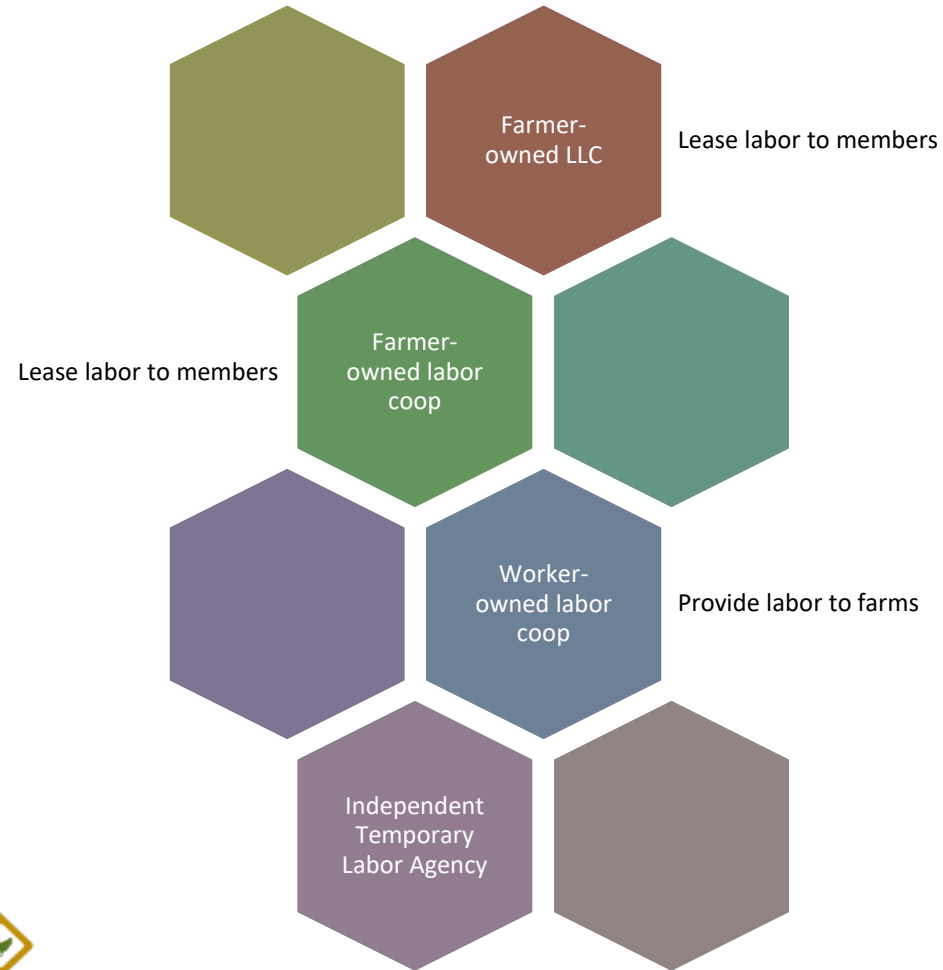 Farmer-
owned LLC
Lease labor to members
Lease labor to members
Farmer-
owned labor
coop
Worker-
owned labor
coop
Provide labor to farms
Independent
Temporary
Labor Agency